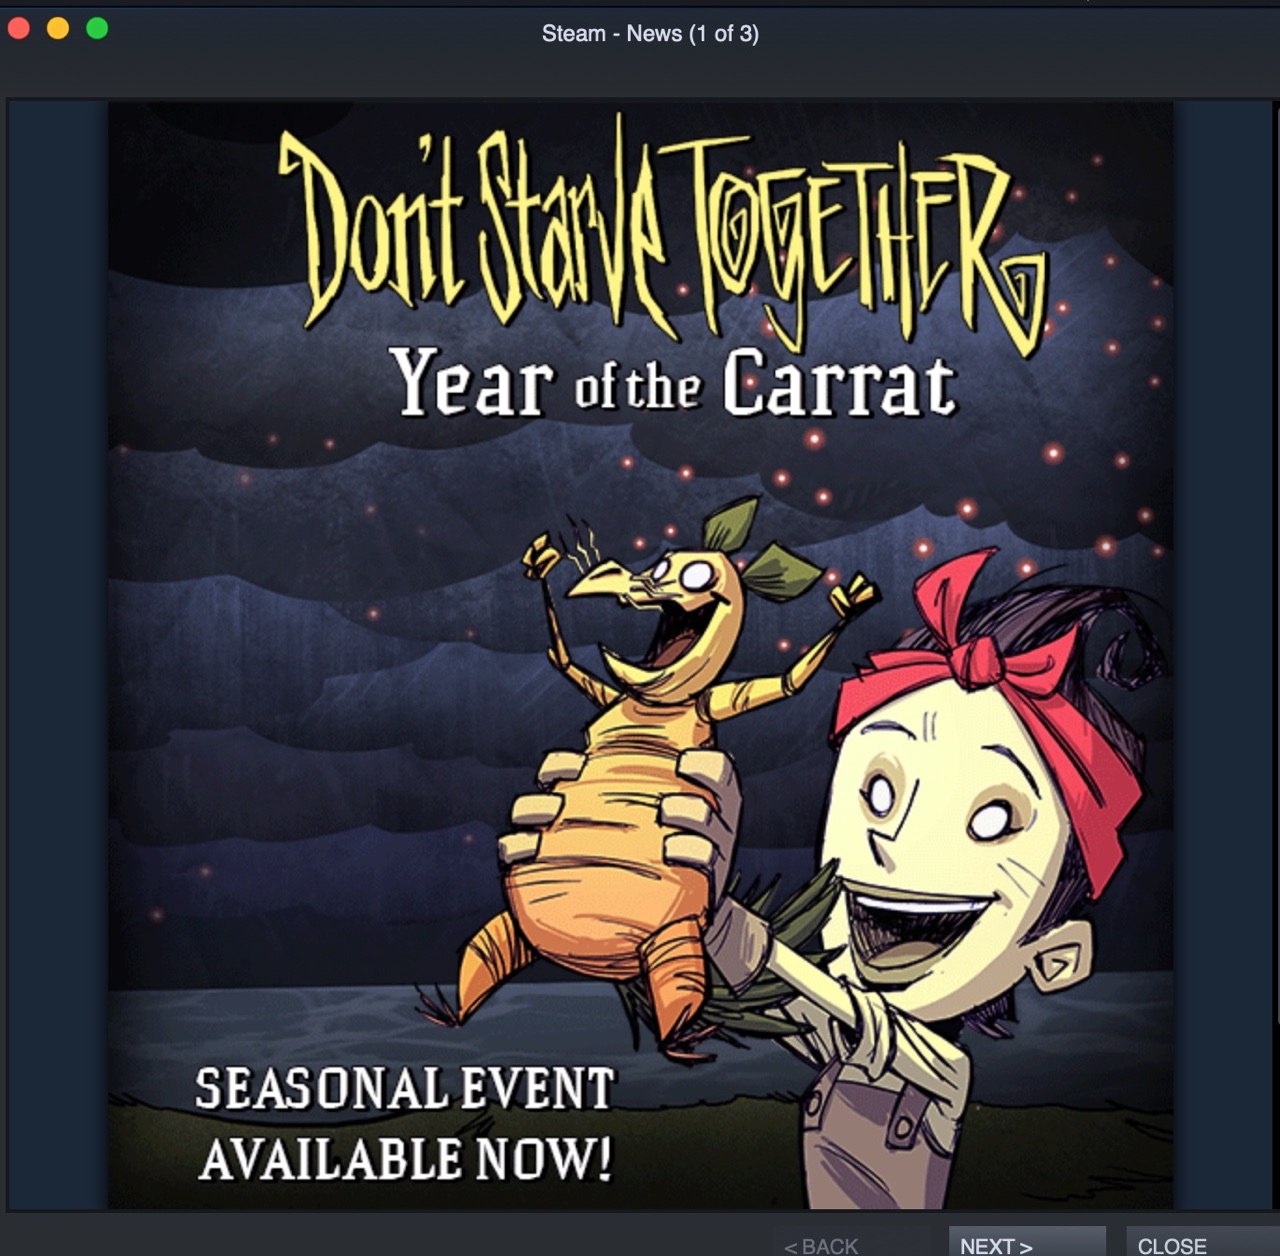 Steam - News (1 of 3)
Don't Starve Together
Year of the Carrat
SEASONAL EVENT
AVAILABLE NOW!
< BACK NEXT > CLOSE